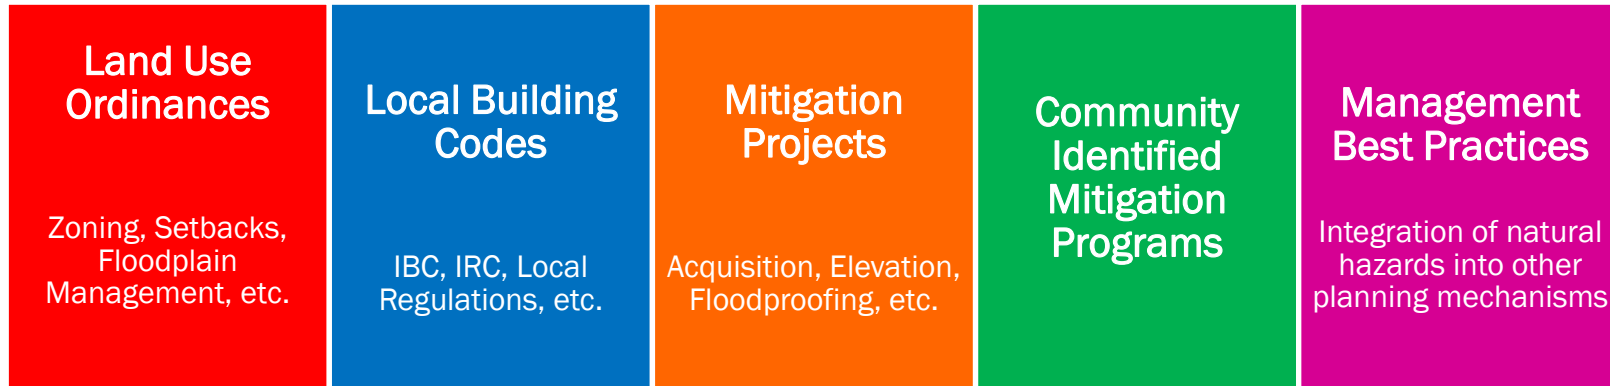 Land Use
Ordinances
Zoning, Setbacks,
Floodplain
Management, etc.
Local Building
Codes
IBC, IRC, Local
Regulations, etc.
Mitigation
Projects
Acquisition, Elevation,
Floodproofing, etc.
Community
Identified
Mitigation
Programs
Management
Best Practices
Integration of natural
hazards into other
planning mechanisms